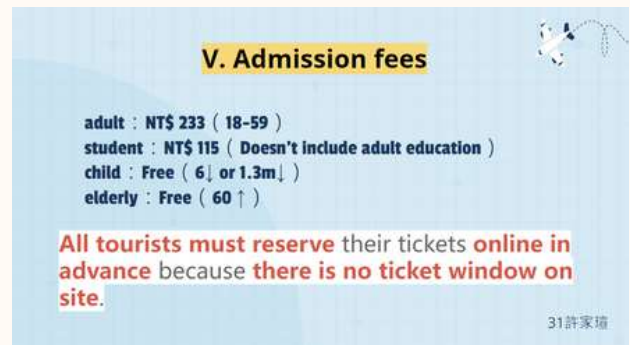 V. Admission fees
adult：NT$ 233（18-59）
student：NT$ 115（Doesn't include adult education）
child：Free（6↓ or 1.3m↓）
elderly：Free（60↑）
All tourists must reserve their tickets online in
advance because there is no ticket window on
site.
31許家瑄